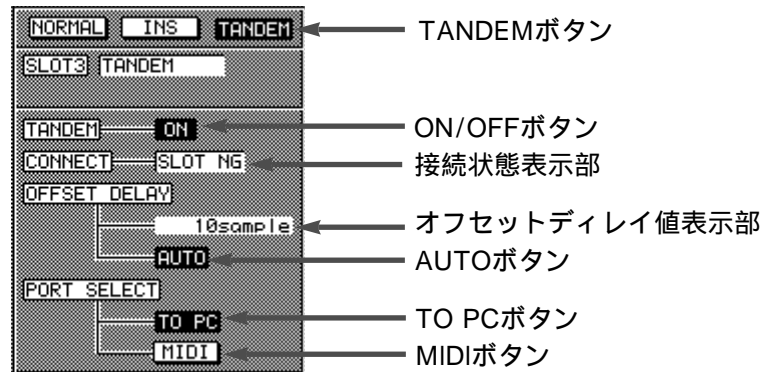 NORMAL INS TANDEM TANDEMボタン
SLOT3 TANDEM
TANDEM ON ON/OFFボタン
CONNECT SLOT NG 接続状態表示部
OFFSET DELAY
10sample オフセットディレイ値表示部
AUTO AUTOボタン
PORT SELECT
TO PC TO PCボタン
MIDI MIDIボタン